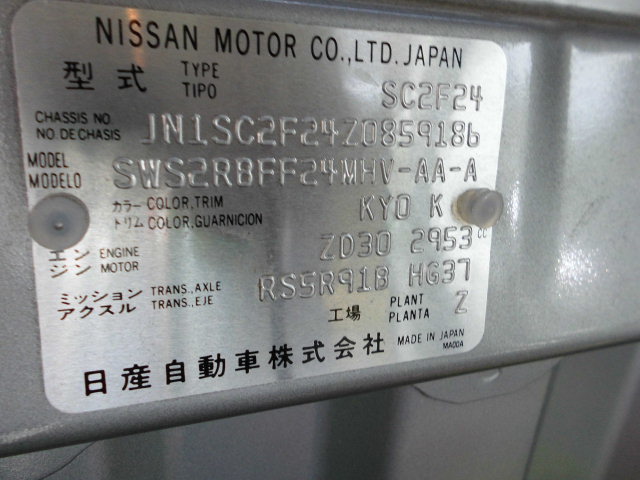 NISSAN MOTOR CO.,LTD. JAPAN
型式 TYPE TIPO SC2F24
CHASSIS NO. NO DE CHASIS JN1SC2F24Z0859186
MODEL MODELO SWS2RBFF24MHV-AA-A
カラー COLOR,TRIM トリム COLOR,GUARNICION KY0 K
エンジン ENGINE MOTOR ZD30 2953cc
ミッション TRANS.,AXLE アクスル TRANS.,EJE RS5R91B HG37
工場 PLANT PLANTA Z
日産自動車株式会社 MADE IN JAPAN
MA00A